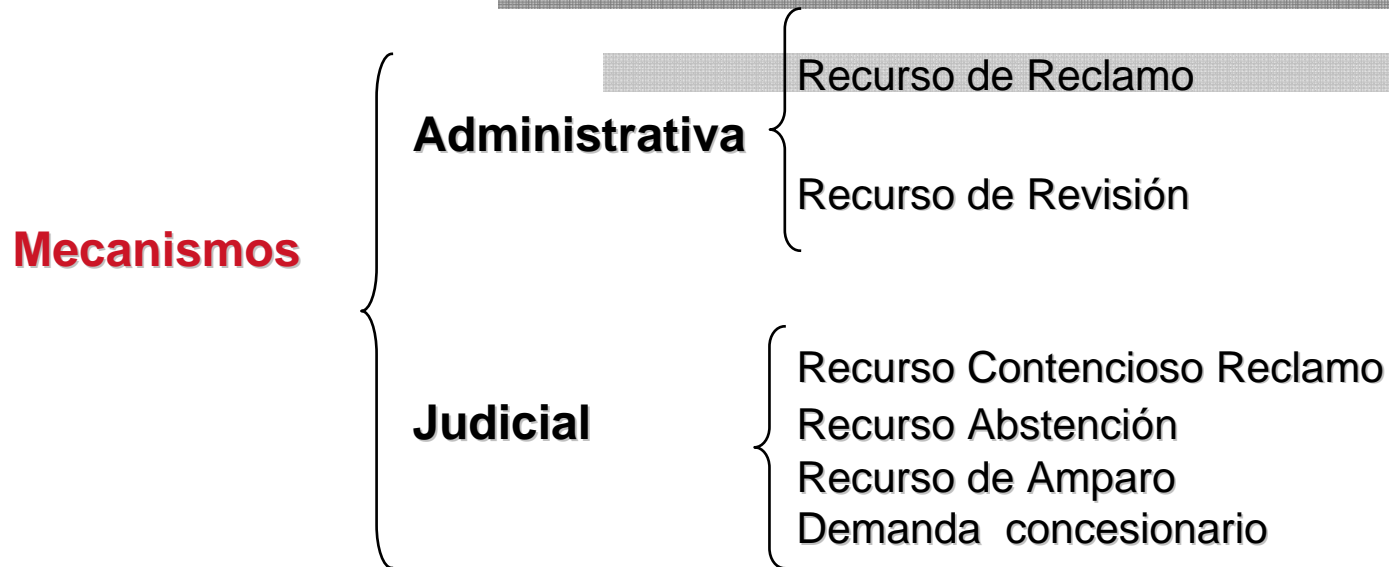 Recurso de Reclamo
Administrativa
Recurso de Revisión
Mecanismos
Recurso Contencioso Reclamo
Judicial
Recurso Abstención
Recurso de Amparo
Demanda concesionario